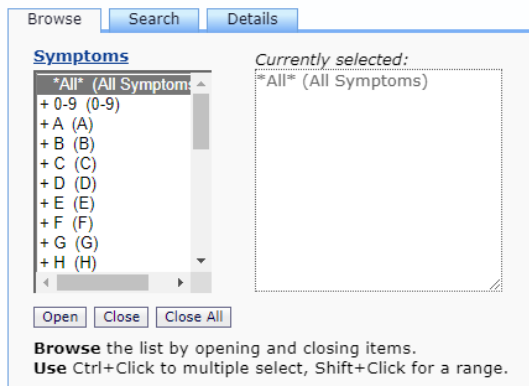 Browse Search Details
Symptoms
Currently selected:
*All* (All Symptoms
*All* (All Symptoms)
+ 0-9 (0-9)
+ A (A)
+ B (B)
+ C (C)
+ D (D)
+ E (E)
+ F (F)
+ G (G)
+ H (H)
Open Close Close All
Browse the list by opening and closing items.
Use Ctrl+Click to multiple select, Shift+Click for a range.